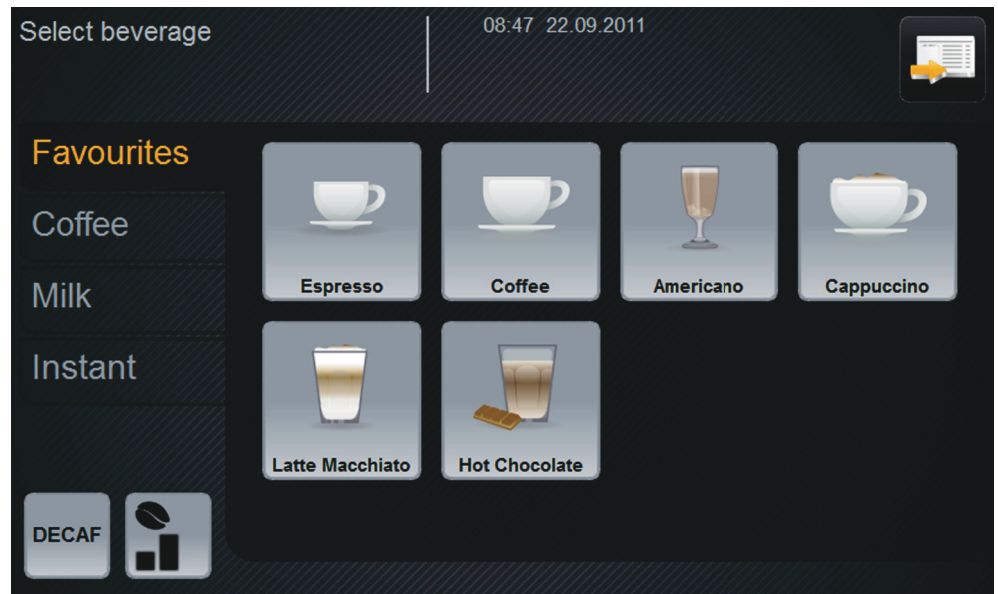 Select beverage
08:47 22.09.2011
Favourites
Coffee
Milk
Instant
Espresso
Coffee
Americano
Cappuccino
Latte Macchiato
Hot Chocolate
DECAF